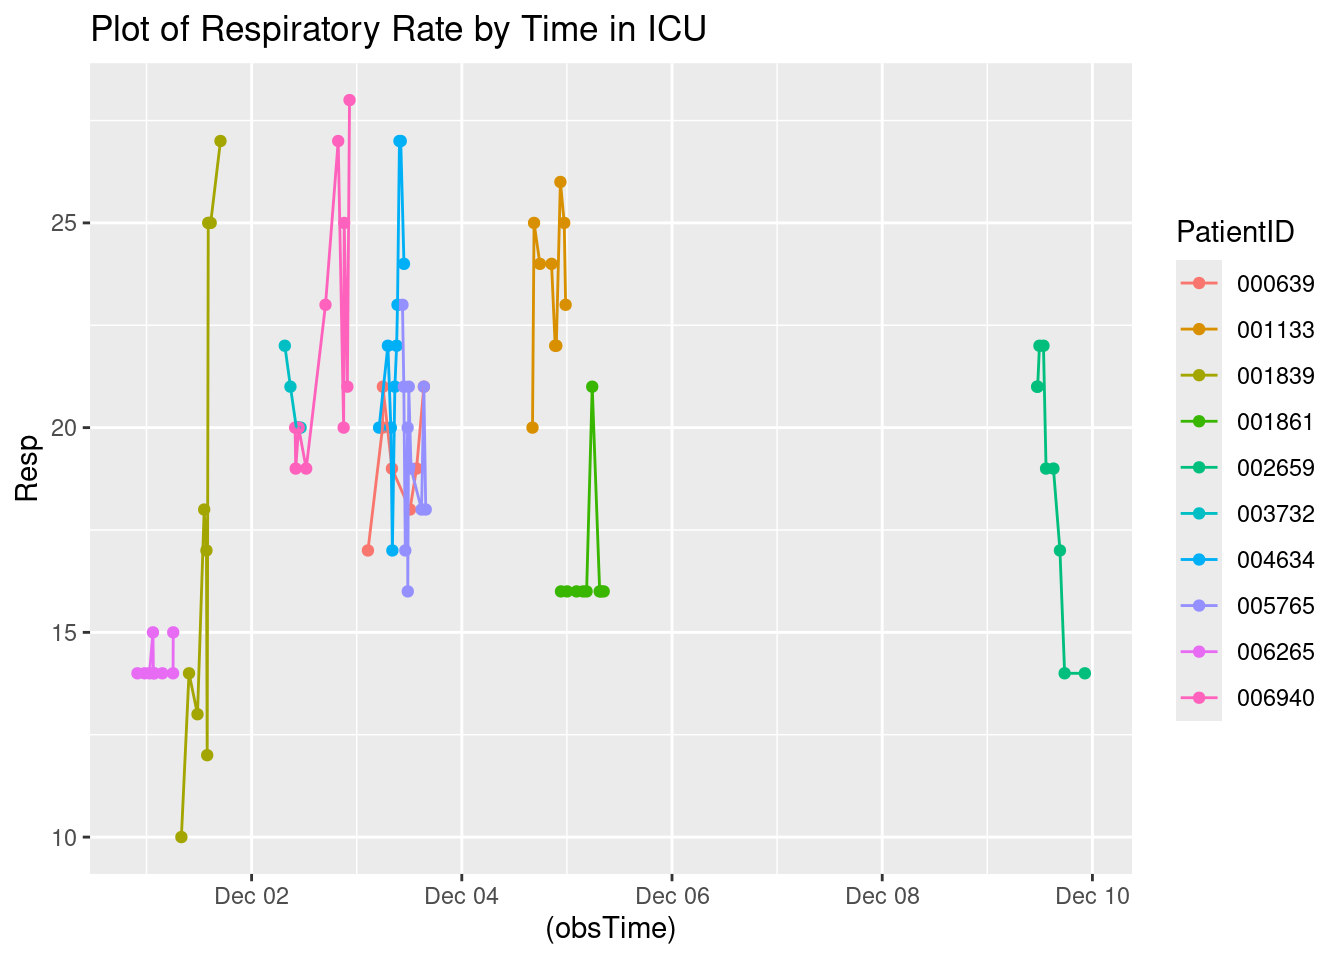 Plot of Respiratory Rate by Time in ICU
Resp
25
20
15
10
Dec 02
Dec 04
Dec 06
Dec 08
Dec 10
(obsTime)
PatientID
000639
001133
001839
001861
002659
003732
004634
005765
006265
006940